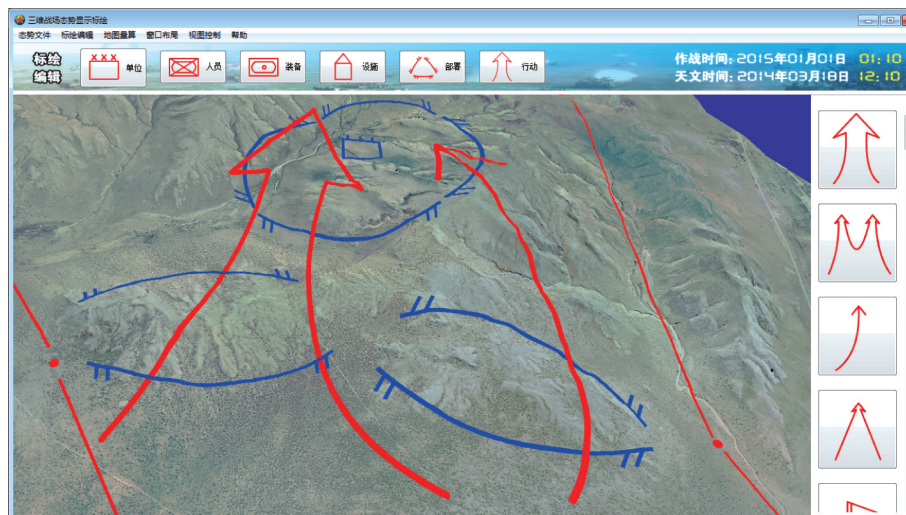 三维战场态势显示标绘
态势文件 标绘编辑 地图量算 窗口布局 视图控制 帮助
标绘编辑
××× 单位 人员 装备 设施 部署 行动
作战时间: 2015年01月01日 01:10
天文时间: 2014年03月18日 12:10